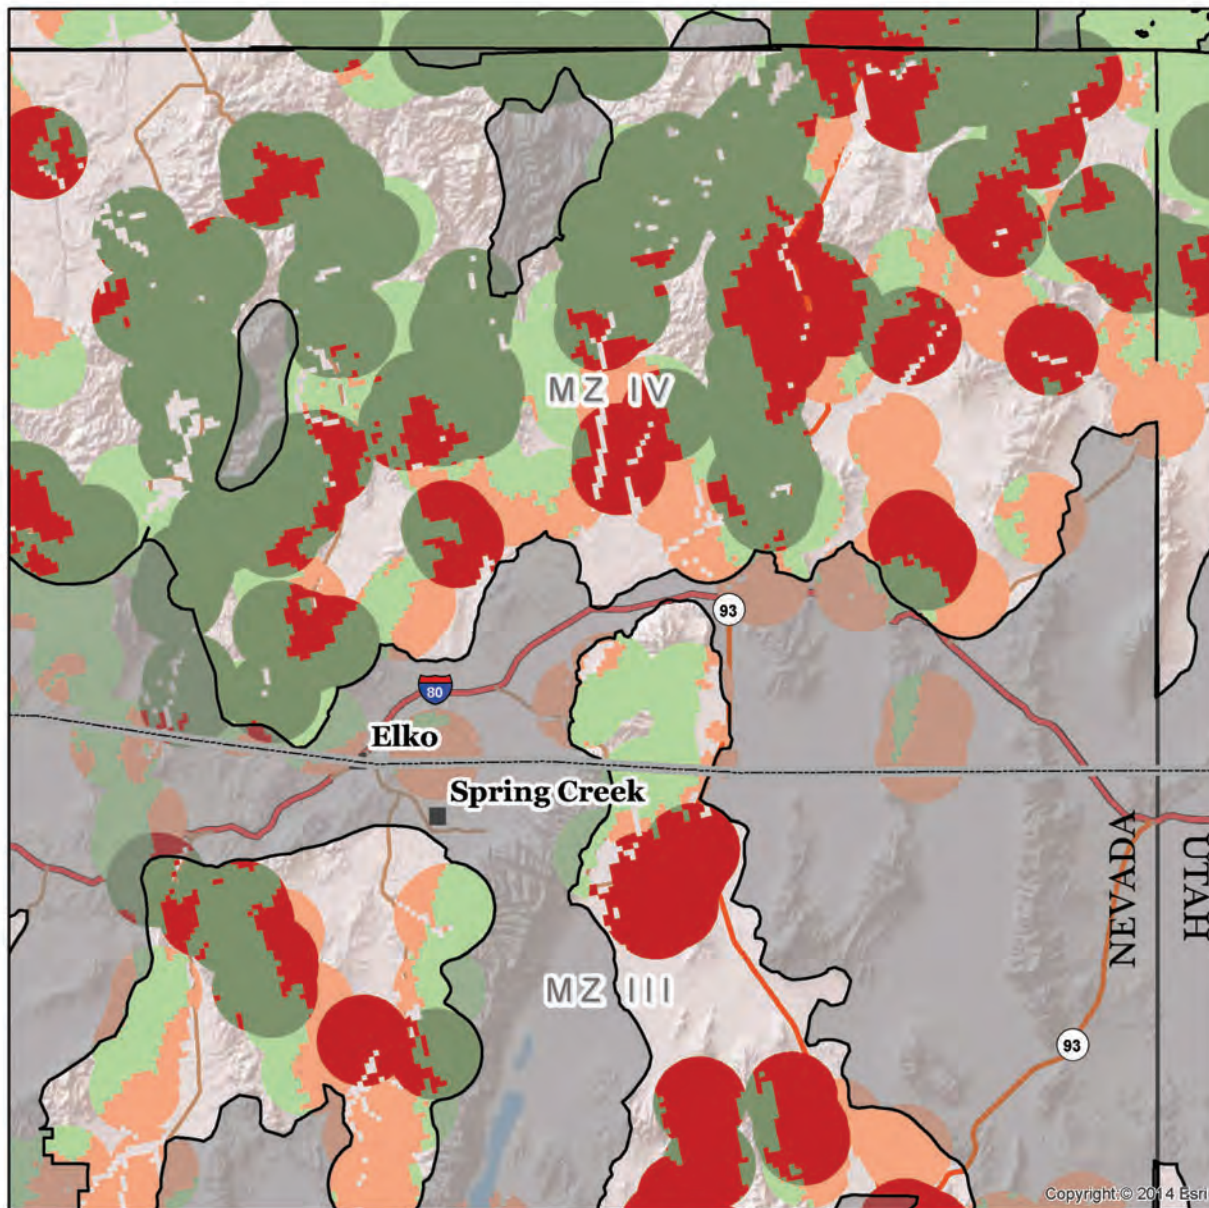 MZ IV
93
80
Elko
Spring Creek
NEVADA
UTAH
MZ III
93
Copyright:© 2014 Esri